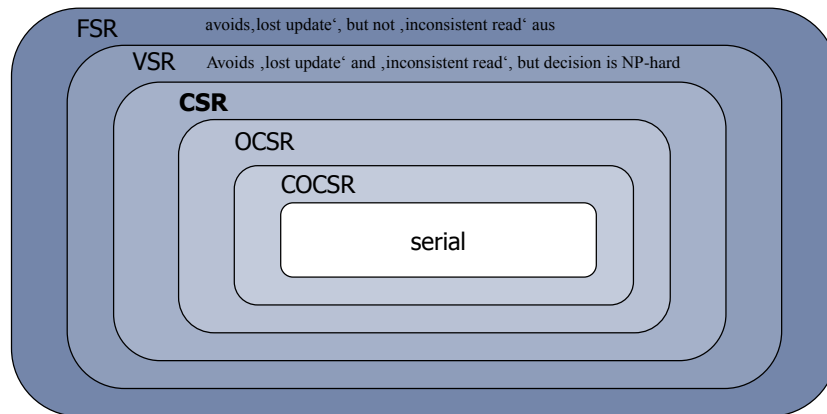 FSR avoids‚lost update‘, but not ‚inconsistent read‘ aus
VSR Avoids ‚lost update‘ and ‚inconsistent read‘, but decision is NP-hard
CSR
OCSR
COCSR
serial